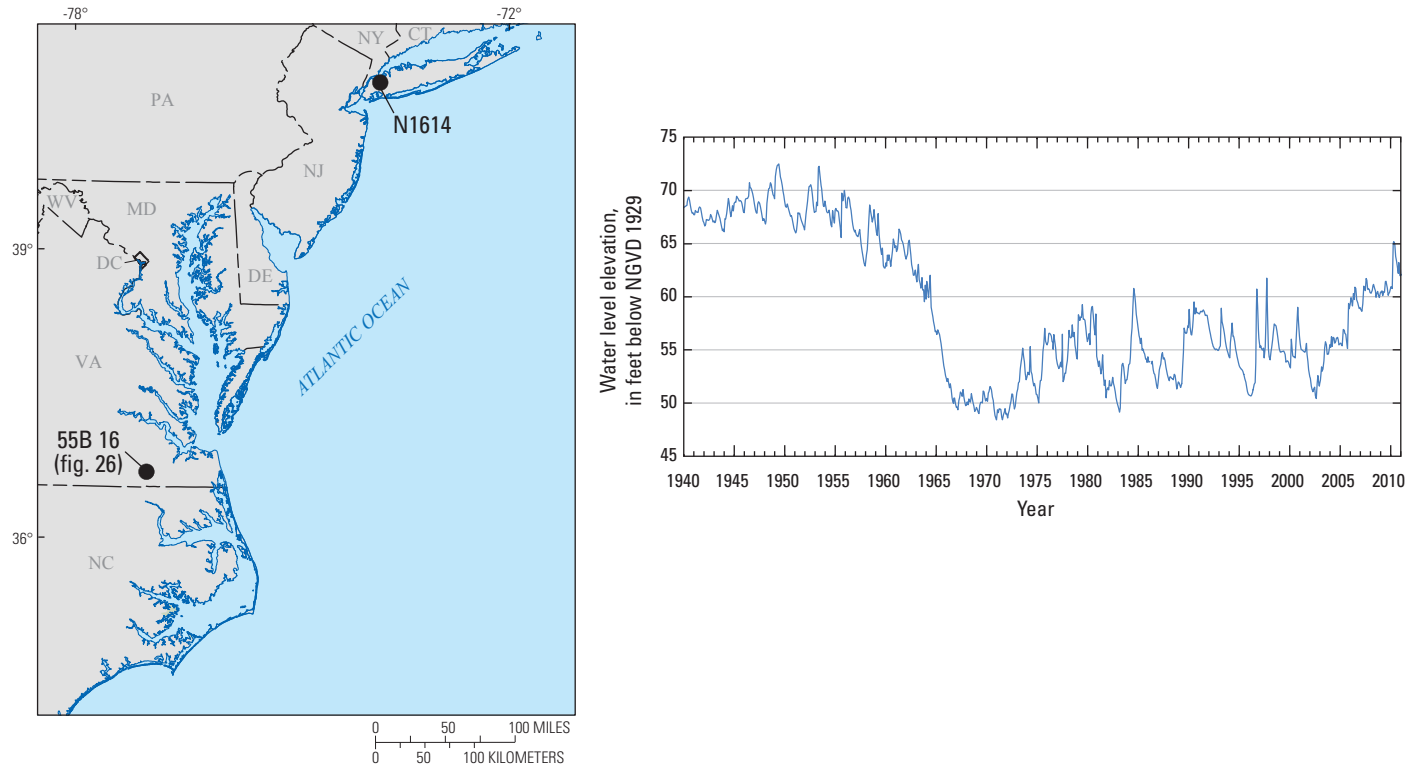 -78°
-72°
NY
CT
PA
N1614
NJ
WV
MD
39°
DC
DE
ATLANTIC OCEAN
VA
55B 16
(fig. 26)
36°
NC
0 50 100 MILES
0 50 100 KILOMETERS
75
70
65
60
55
50
45
Water level elevation,
in feet below NGVD 1929
1940 1945 1950 1955 1960 1965 1970 1975 1980 1985 1990 1995 2000 2005 2010
Year